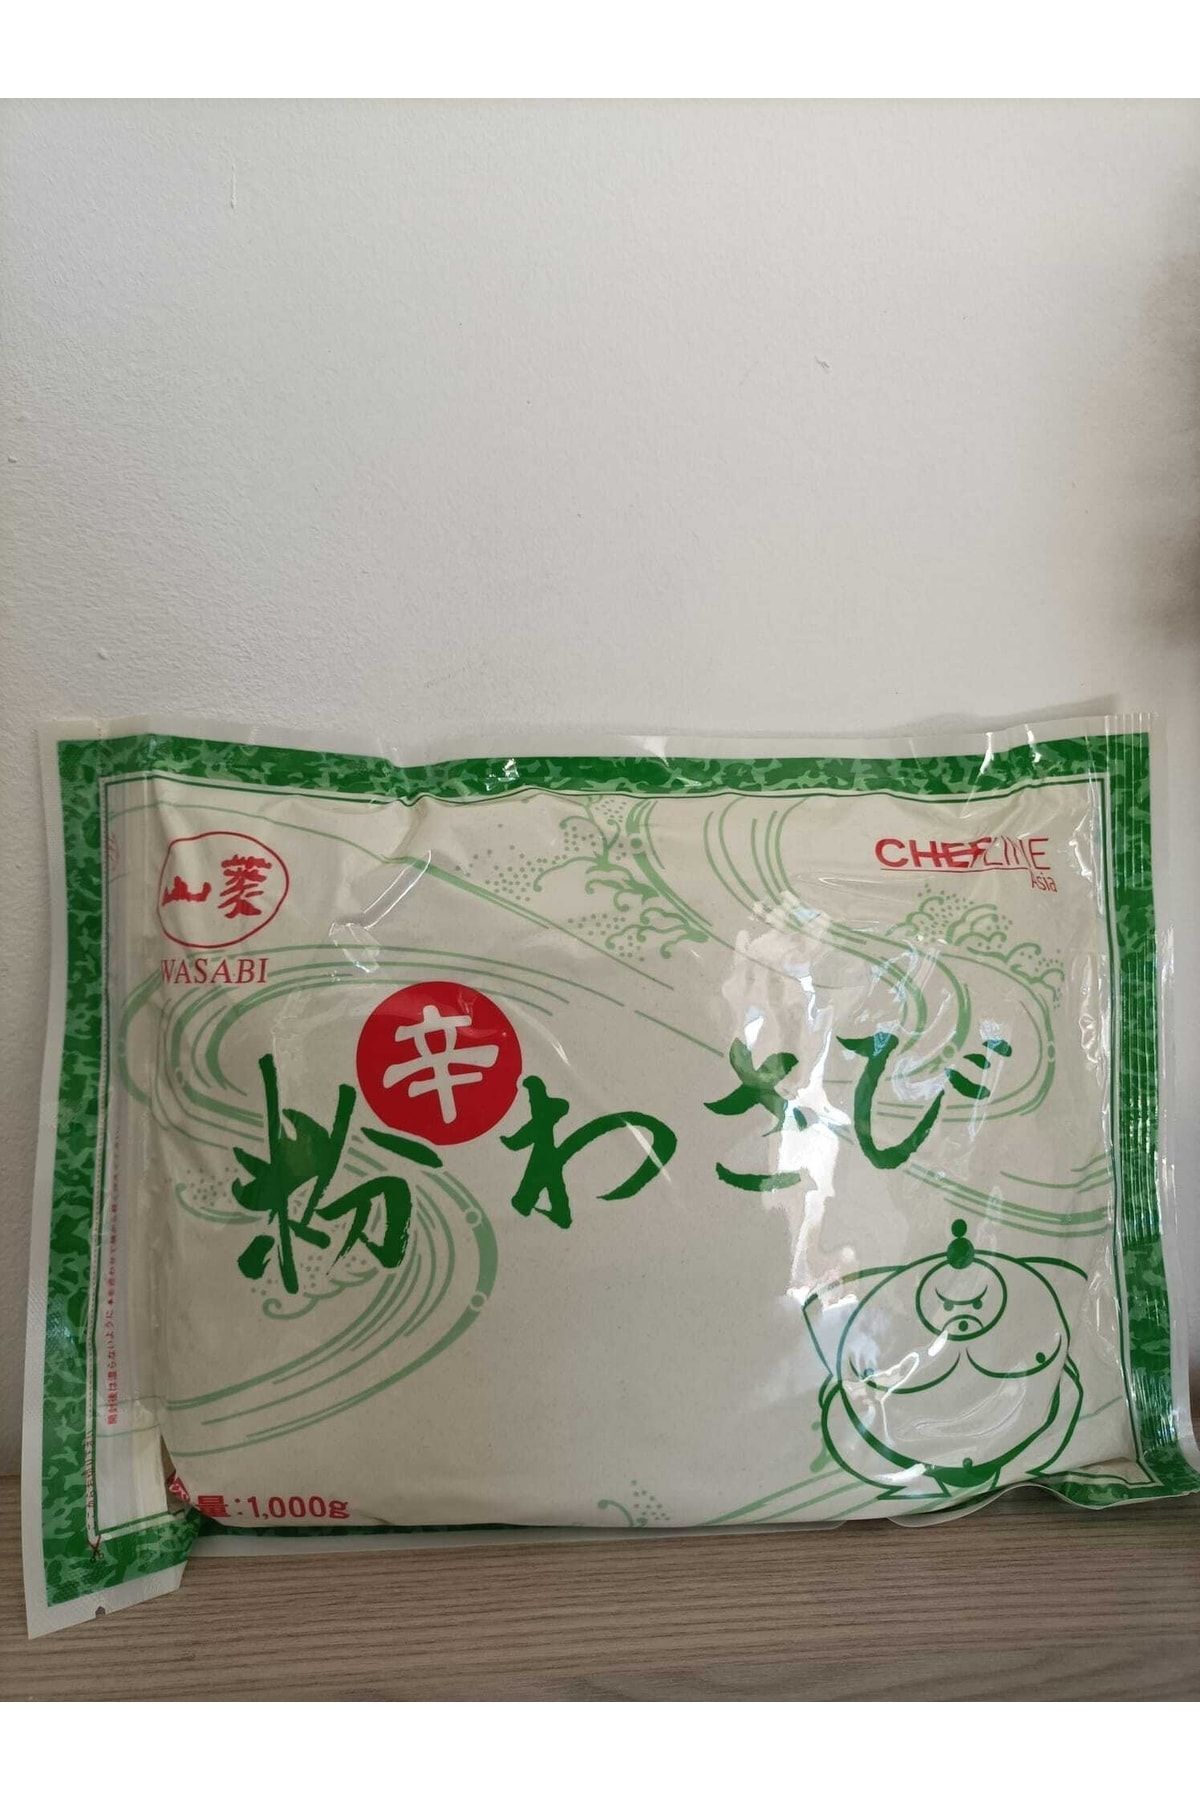 山葵
WASABI
CHEFLINE
Asia
辛
粉わさび
量:1,000g